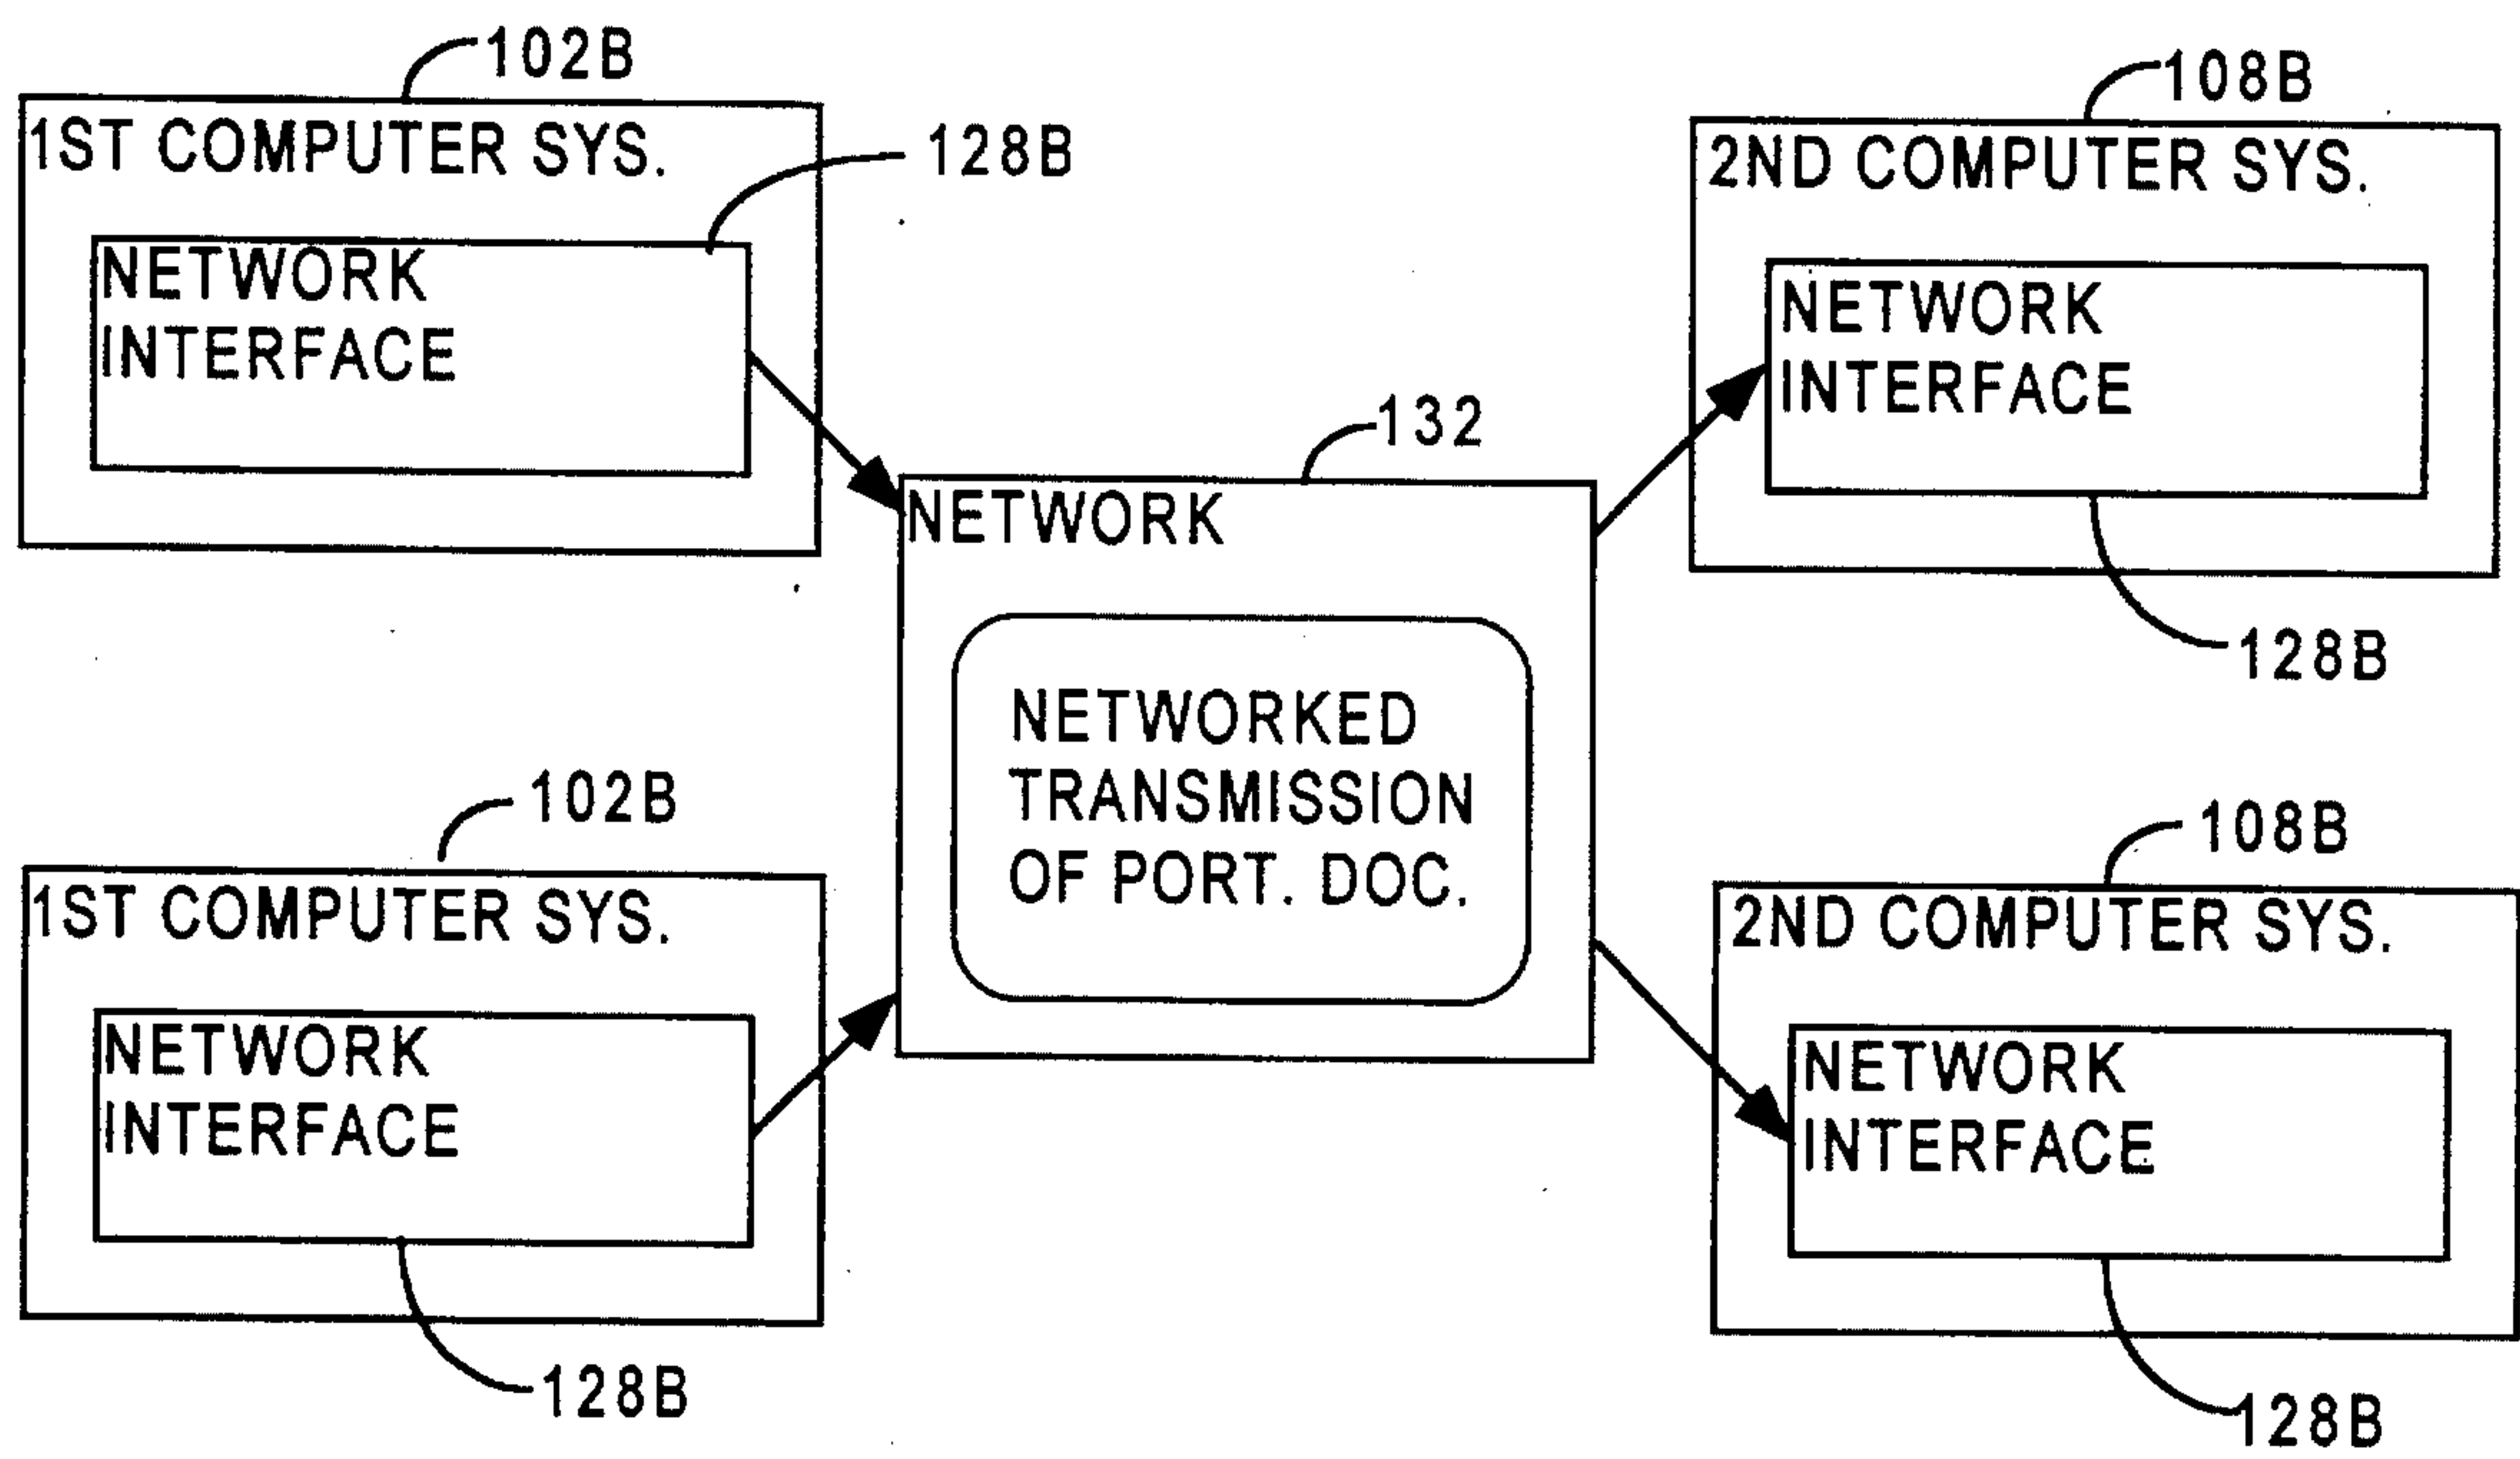 102B
1ST COMPUTER SYS.
128B
NETWORK
INTERFACE
108B
2ND COMPUTER SYS.
NETWORK
INTERFACE
128B
132
NETWORK
NETWORKED
TRANSMISSION
OF PORT. DOC.
102B
1ST COMPUTER SYS.
NETWORK
INTERFACE
128B
108B
2ND COMPUTER SYS.
NETWORK
INTERFACE
128B